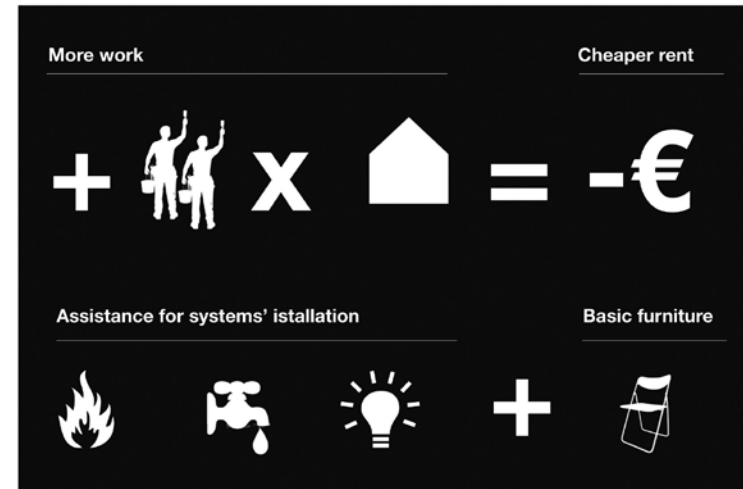 More work
Cheaper rent
+ x = -€
Assistance for systems' istallation
Basic furniture
+